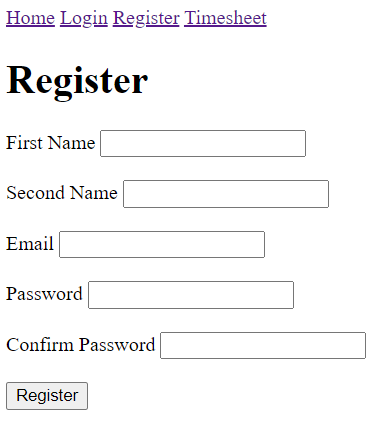 Home Login Register Timesheet
Register
First Name
Second Name
Email
Password
Confirm Password
Register